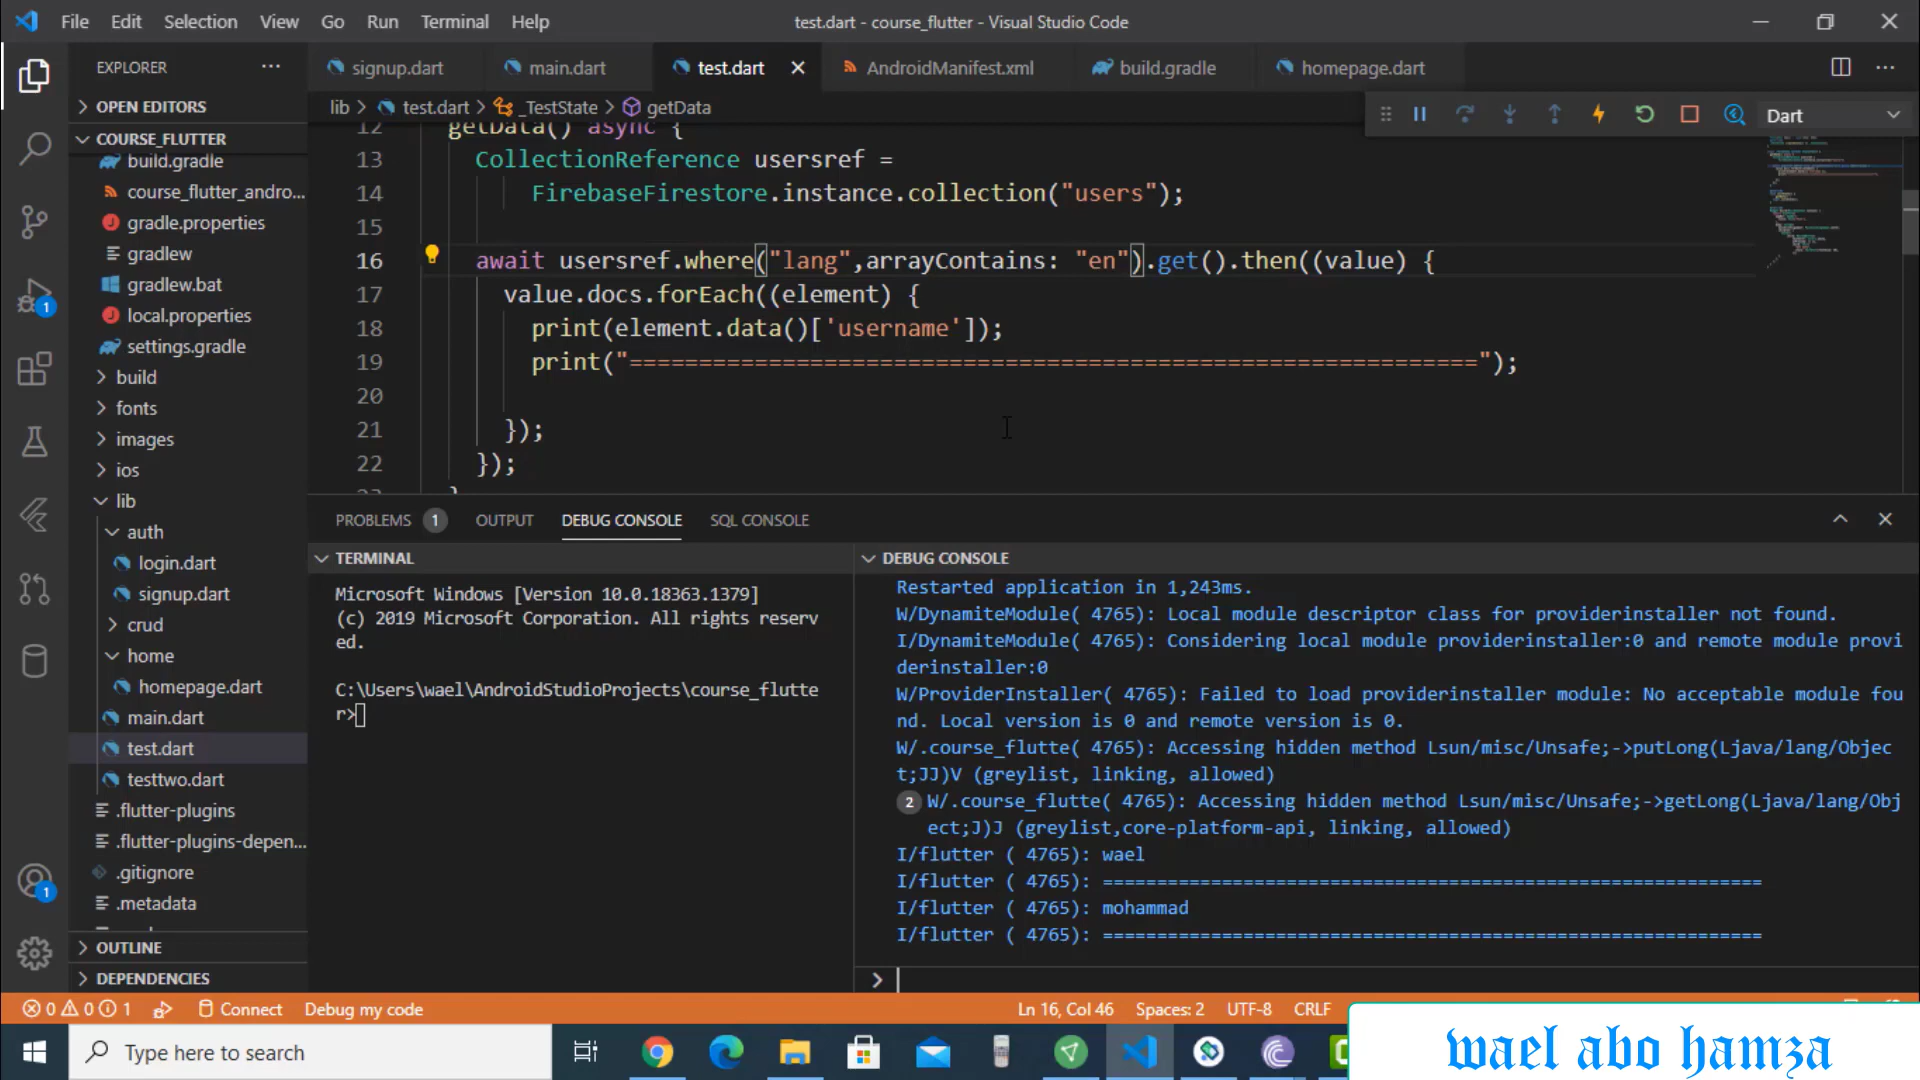 File Edit Selection View Go Run Terminal Help
test.dart - course_flutter - Visual Studio Code
EXPLORER
signup.dart
main.dart
test.dart
AndroidManifest.xml
build.gradle
homepage.dart
OPEN EDITORS
lib > test.dart > _TestState > getData
Dart
COURSE_FLUTTER
build.gradle
course_flutter_andro...
gradle.properties
gradlew
gradlew.bat
local.properties
settings.gradle
build
fonts
images
ios
lib
auth
login.dart
signup.dart
crud
home
homepage.dart
main.dart
test.dart
testtwo.dart
.flutter-plugins
.flutter-plugins-depen...
.gitignore
.metadata
OUTLINE
DEPENDENCIES
1
1
12 getData() async {
13 CollectionReference usersref =
14 FirebaseFirestore.instance.collection("users");
15
16 await usersref.where("lang",arrayContains: "en").get().then((value) {
17 value.docs.forEach((element) {
18 print(element.data()['username']);
19 print("=============================================================");
20
21 });
22 });
PROBLEMS 1 OUTPUT DEBUG CONSOLE SQL CONSOLE
TERMINAL
Microsoft Windows [Version 10.0.18363.1379]
(c) 2019 Microsoft Corporation. All rights reserv
ed.
C:\Users\wael\AndroidStudioProjects\course_flutte
r>
DEBUG CONSOLE
Restarted application in 1,243ms.
W/DynamiteModule( 4765): Local module descriptor class for providerinstaller not found.
I/DynamiteModule( 4765): Considering local module providerinstaller:0 and remote module provi
derinstaller:0
W/ProviderInstaller( 4765): Failed to load providerinstaller module: No acceptable module fou
nd. Local version is 0 and remote version is 0.
W/.course_flutte( 4765): Accessing hidden method Lsun/misc/Unsafe;->putLong(Ljava/lang/Objec
t;JJ)V (greylist, linking, allowed)
2 W/.course_flutte( 4765): Accessing hidden method Lsun/misc/Unsafe;->getLong(Ljava/lang/Obj
ect;J)J (greylist,core-platform-api, linking, allowed)
I/flutter ( 4765): wael
I/flutter ( 4765): ============================================================
I/flutter ( 4765): mohammad
I/flutter ( 4765): ============================================================
0 0 1 Connect Debug my code
Ln 16, Col 46 Spaces: 2 UTF-8 CRLF
Type here to search
wael abo hamza